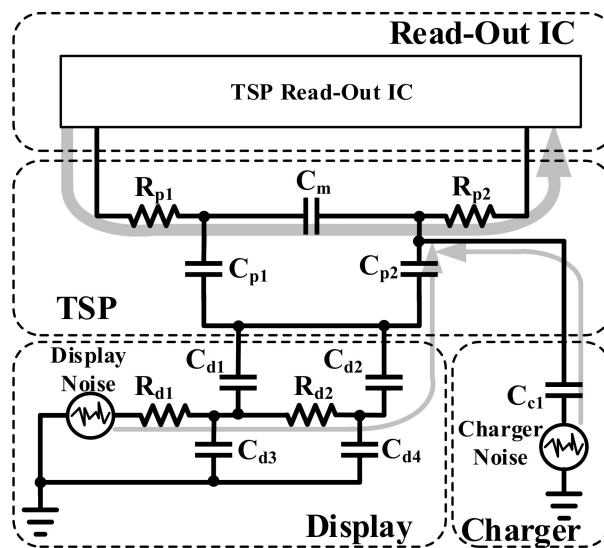 Read-Out IC
TSP Read-Out IC
Rp1
Cm
Rp2
Cp1
Cp2
TSP
Display
Noise
Rd1
Cd1
Rd2
Cd2
Cc1
Cd3
Cd4
Charger
Noise
Display
Charger